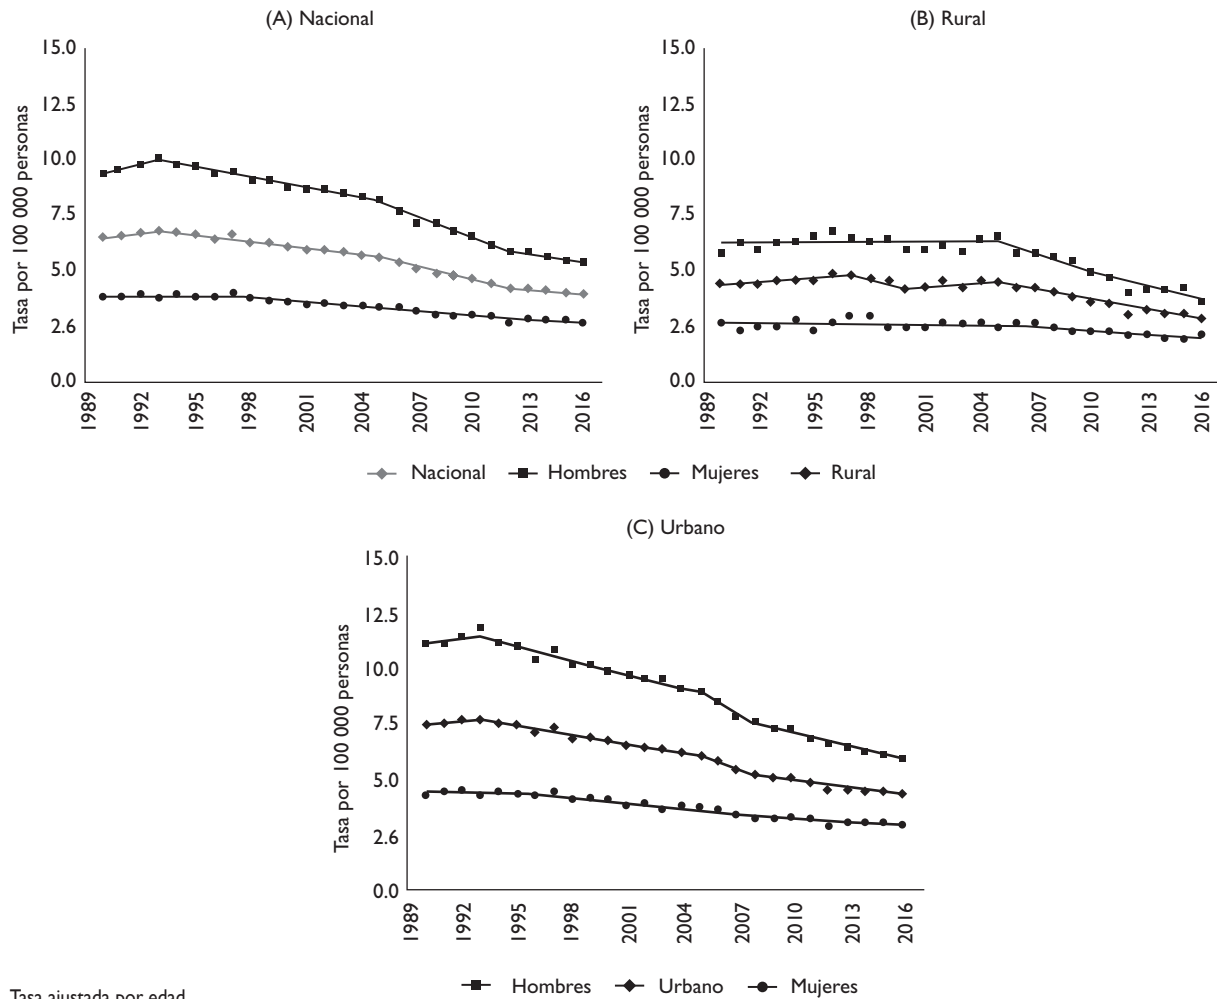 (A) Nacional
(B) Rural
Tasa por 100 000 personas
15.0
12.5
10.0
7.5
5.0
2.6
0.0
1989 1992 1995 1998 2001 2004 2007 2010 2013 2016
Tasa por 100 000 personas
15.0
12.5
10.0
7.5
5.0
2.6
0.0
1989 1992 1995 1998 2001 2004 2007 2010 2013 2016
Nacional Hombres Mujeres Rural
(C) Urbano
Tasa por 100 000 personas
15.0
12.5
10.0
7.5
5.0
2.6
0.0
1989 1992 1995 1998 2001 2004 2007 2010 2013 2016
Hombres Urbano Mujeres
Tasa ajustada por edad